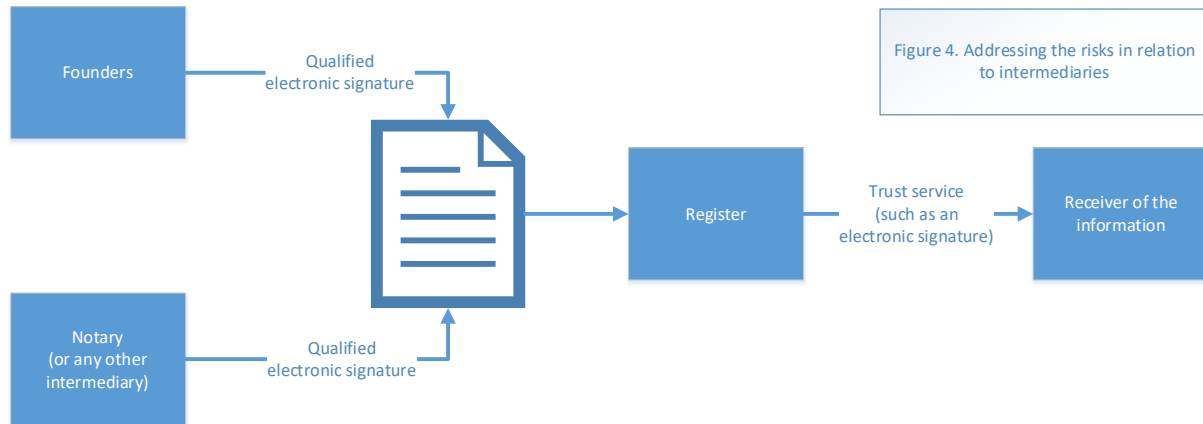 Founders
Qualified
electronic signature
Figure 4. Addressing the risks in relation
to intermediaries
Register
Trust service
(such as an
electronic signature)
Receiver of the
information
Notary
(or any other
intermediary)
Qualified
electronic signature